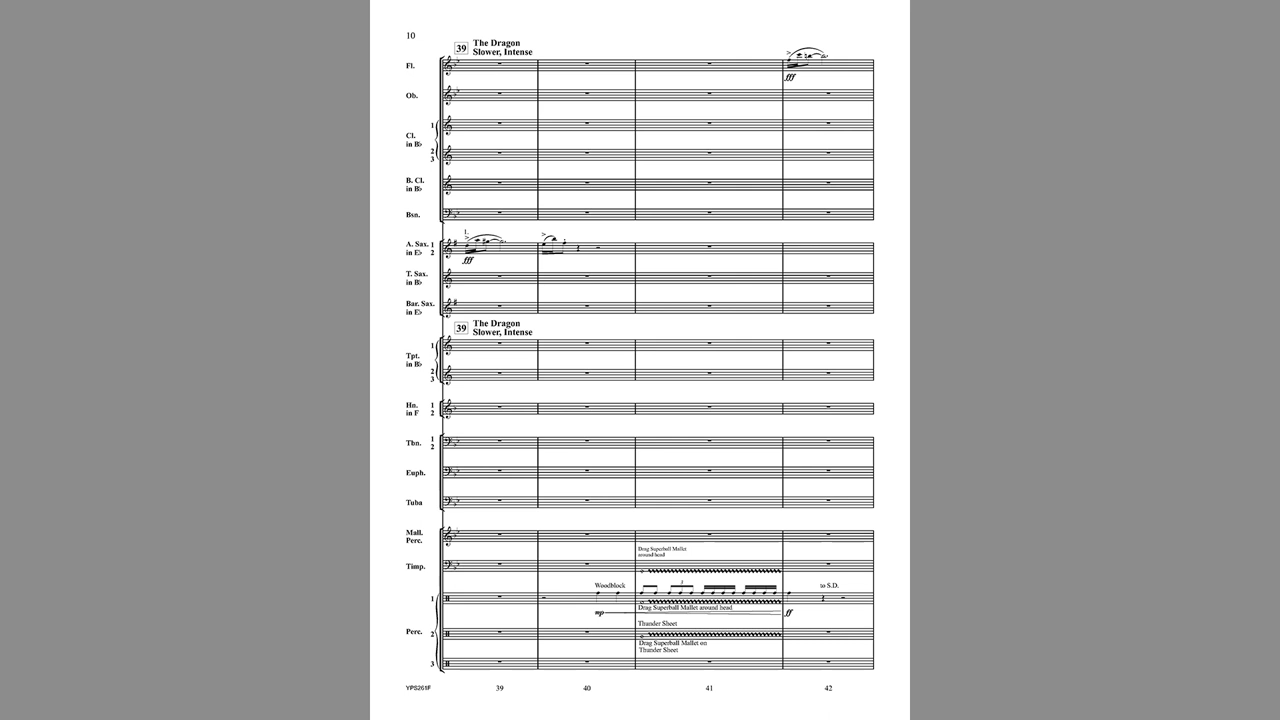 10
39 The Dragon
Slower, Intense
Fl.
fff
Ob.
1
Cl.
in B♭
2
3
B. Cl.
in B♭
Bsn.
1.
A. Sax. 1
in E♭ 2
fff
T. Sax.
in B♭
Bar. Sax.
in E♭
39 The Dragon
Slower, Intense
1
Tpt.
in B♭
2
3
Hn. 1
in F 2
Tbn. 1
2
Euph.
Tuba
Mall.
Perc.
Drag Superball Mallet
around head
Timp.
Woodblock
3
to S.D.
1
Drag Superball Mallet around head
mp
ff
Thunder Sheet
Perc. 2
Drag Superball Mallet on
Thunder Sheet
3
YPS261F 39 40 41 42